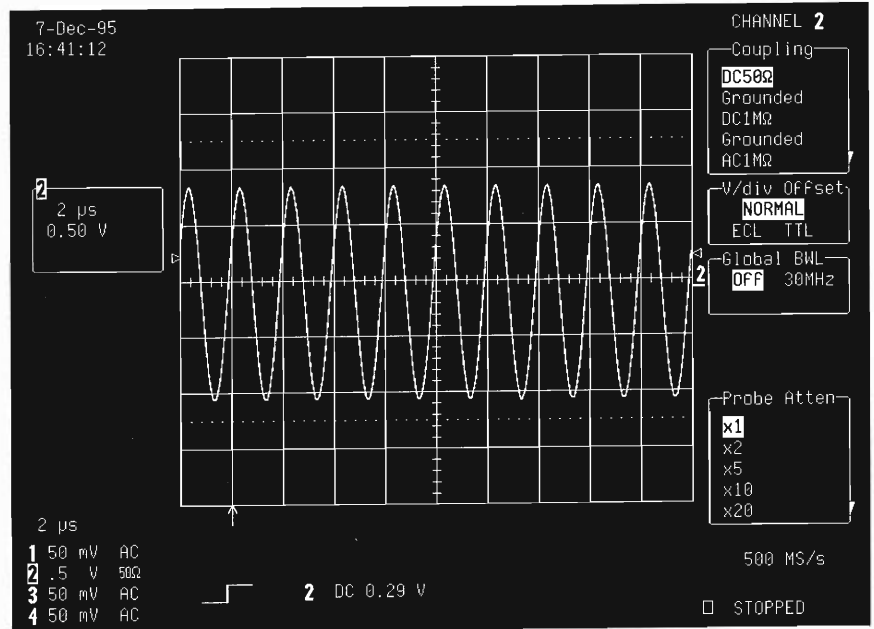 7-Dec-95
16:41:12
2
2 µs
0.50 V
2
CHANNEL 2
Coupling
DC50Ω
Grounded
DC1MΩ
Grounded
AC1MΩ
V/div Offset
NORMAL
ECL TTL
Global BWL
Off 30MHz
Probe Atten
x1
x2
x5
x10
x20
2 µs
1 50 mV AC
2 .5 V 50Ω
3 50 mV AC
4 50 mV AC
2 DC 0.29 V
500 MS/s
STOPPED